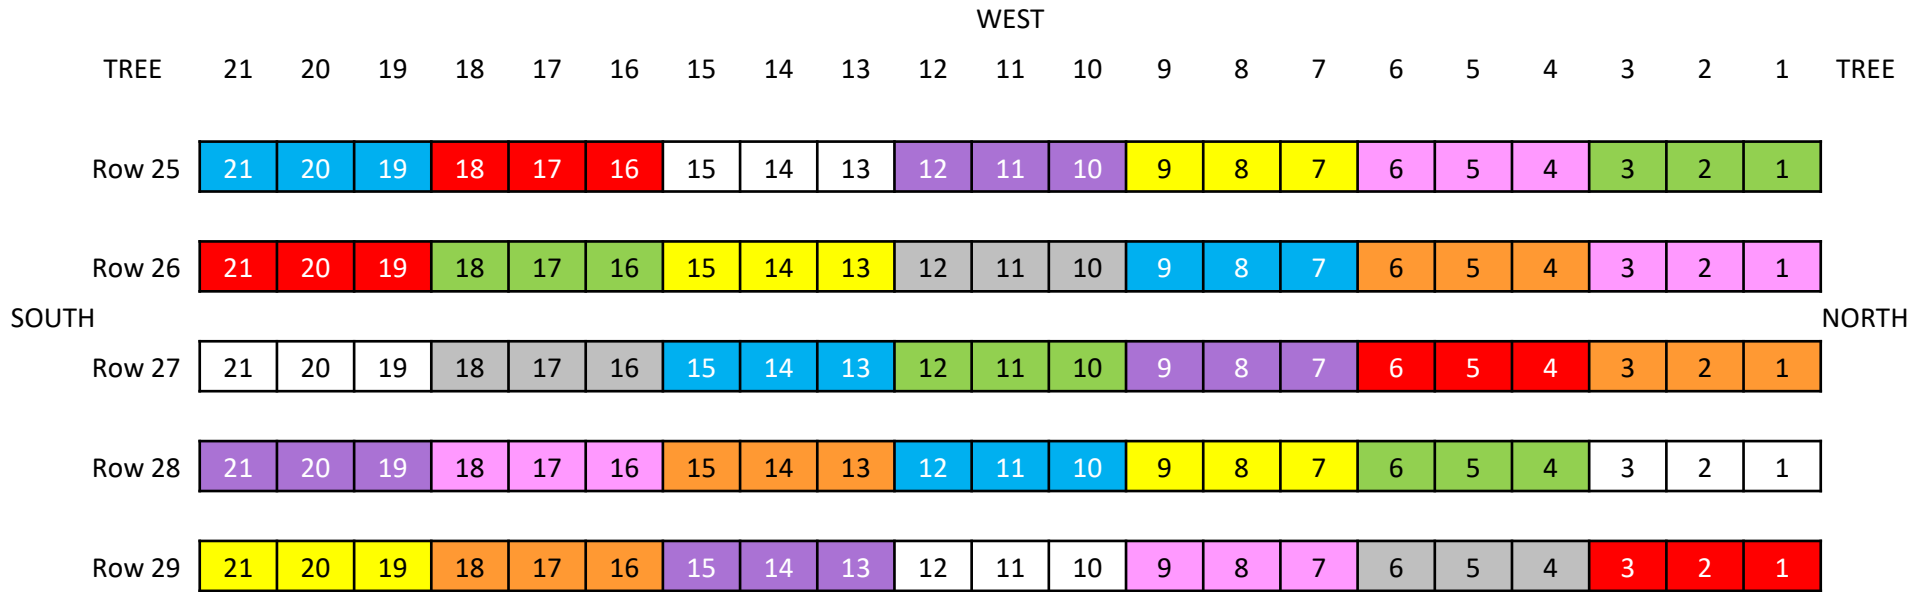 WEST
TREE 21 20 19 18 17 16 15 14 13 12 11 10 9 8 7 6 5 4 3 2 1 TREE
Row 25 21 20 19 18 17 16 15 14 13 12 11 10 9 8 7 6 5 4 3 2 1
Row 26 21 20 19 18 17 16 15 14 13 12 11 10 9 8 7 6 5 4 3 2 1
SOUTH NORTH
Row 27 21 20 19 18 17 16 15 14 13 12 11 10 9 8 7 6 5 4 3 2 1
Row 28 21 20 19 18 17 16 15 14 13 12 11 10 9 8 7 6 5 4 3 2 1
Row 29 21 20 19 18 17 16 15 14 13 12 11 10 9 8 7 6 5 4 3 2 1